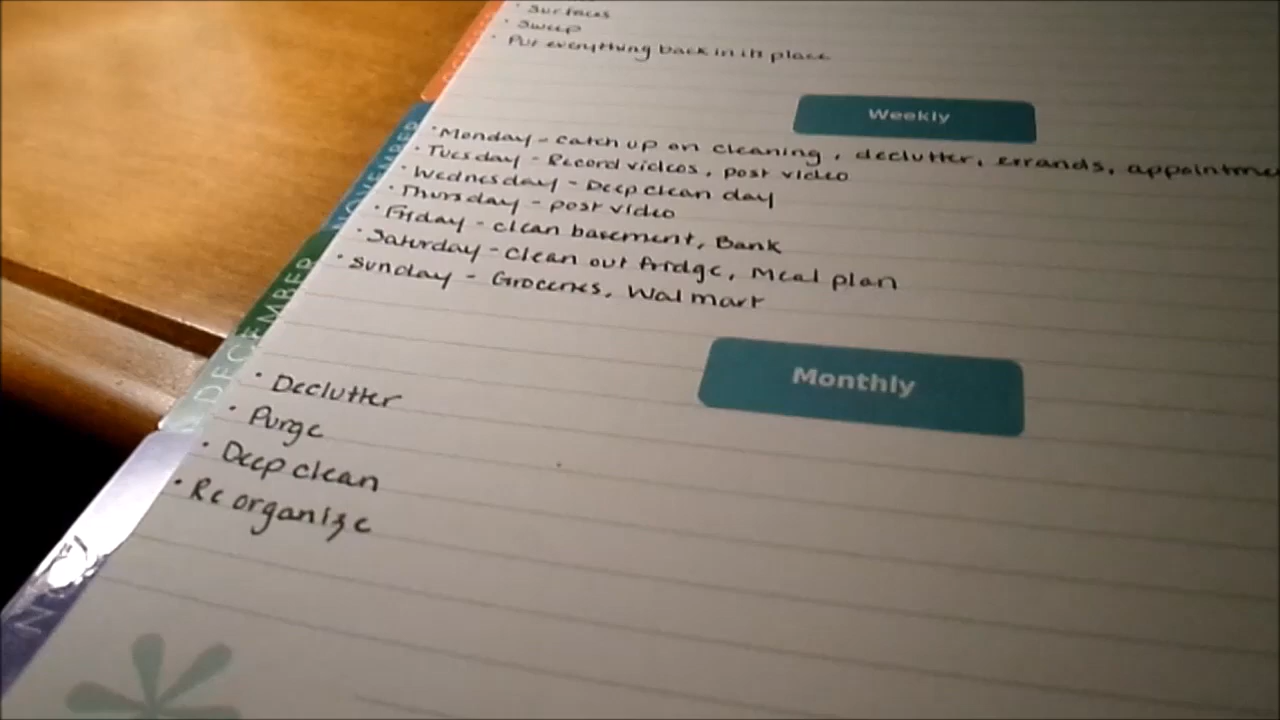 · Surfaces
· Sweep
· Put everything back in its place
Weekly
· Monday - Catch up on cleaning, declutter, errands, appointme
· Tuesday - Record videos, post video
· Wednesday - Deep clean day
· Thursday - post video
· Friday - clean basement, Bank
· Saturday - Clean out fridge, Meal plan
· Sunday - Groceries, Walmart
Monthly
· Declutter
· Purge
· Deep clean
· Re organize
NOVEMBER
DECEMBER